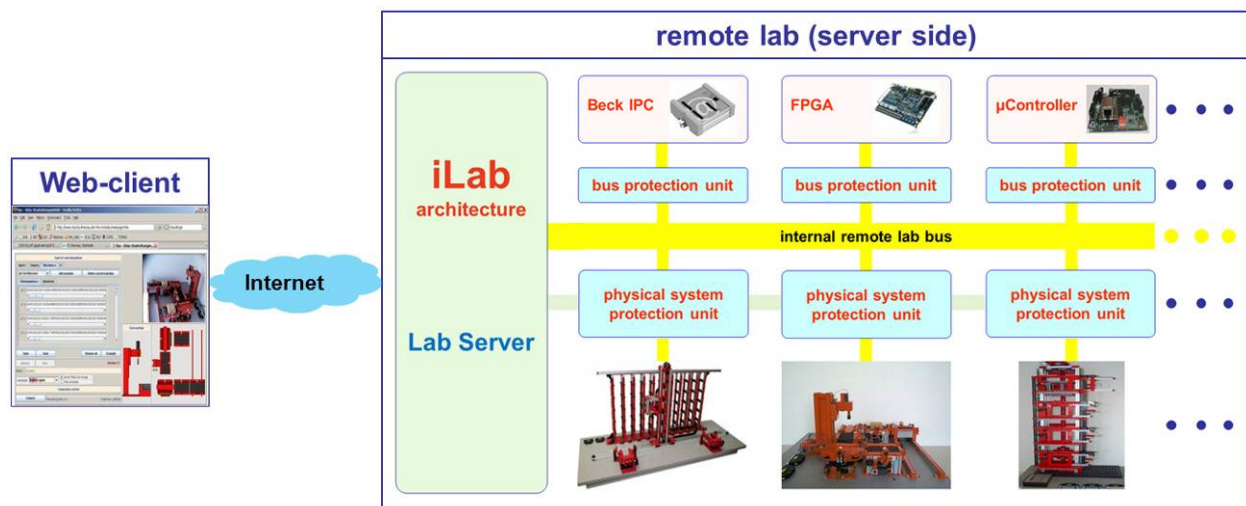 remote lab (server side)
Beck IPC
FPGA
µController
Web-client
iLab
architecture
bus protection unit
bus protection unit
bus protection unit
internal remote lab bus
Internet
physical system
protection unit
physical system
protection unit
physical system
protection unit
Lab Server